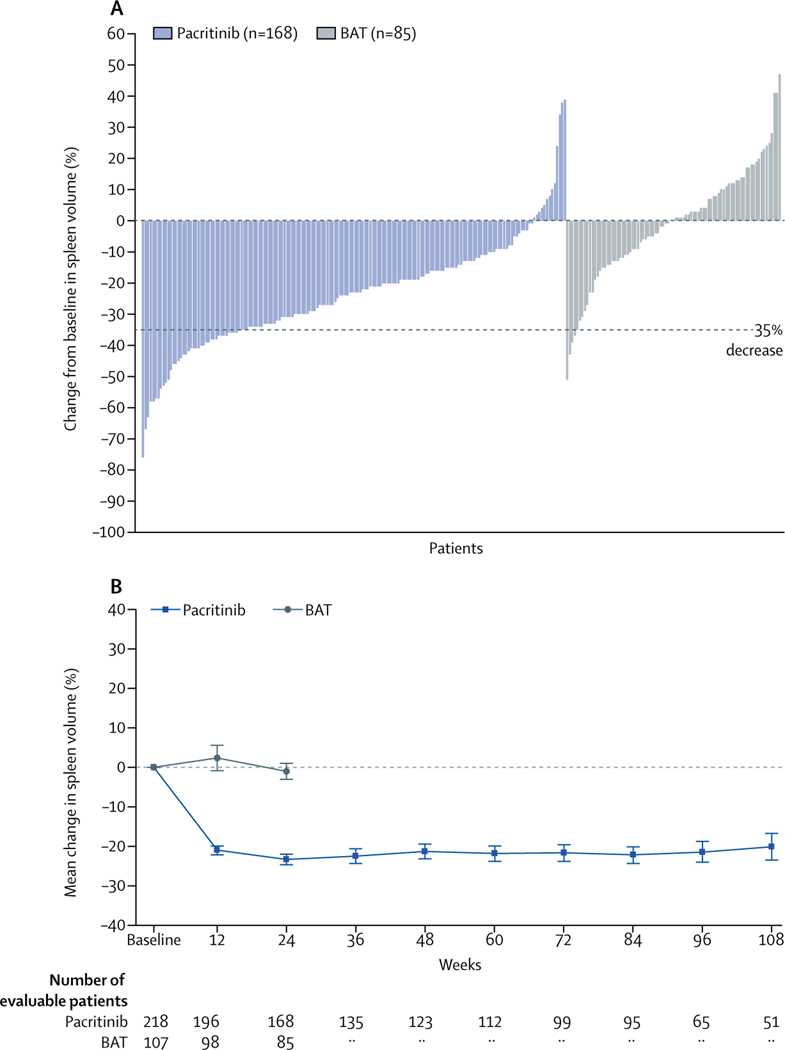 A
Pacritinib (n=168) BAT (n=85)
Change from baseline in spleen volume (%)
60
50
40
30
20
10
0
−10
−20
−30
−40
−50
−60
−70
−80
−90
−100
35%
decrease
Patients
B
Pacritinib BAT
Mean change in spleen volume (%)
40
30
20
10
0
−10
−20
−30
−40
Baseline 12 24 36 48 60 72 84 96 108
Weeks
Number of
evaluable patients
Pacritinib 218 196 168 135 123 112 99 95 65 51
BAT 107 98 85 .. .. .. .. .. .. ..